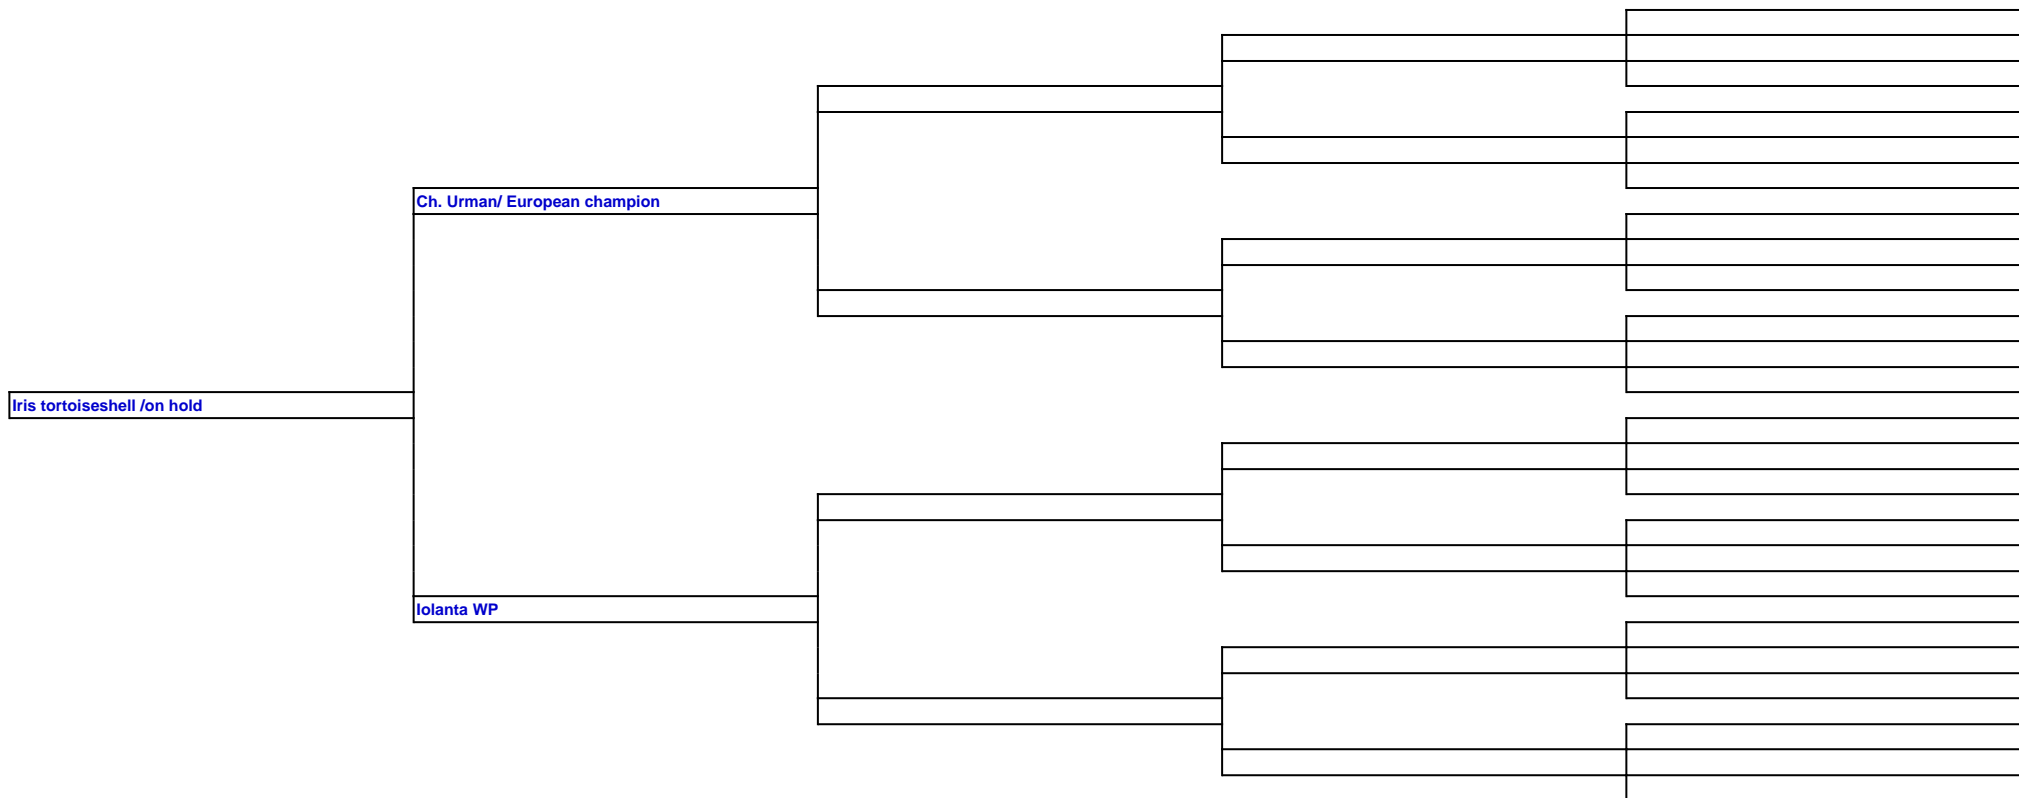 Ch. Urman/ European champion
Iris tortoiseshell /on hold
Iolanta WP